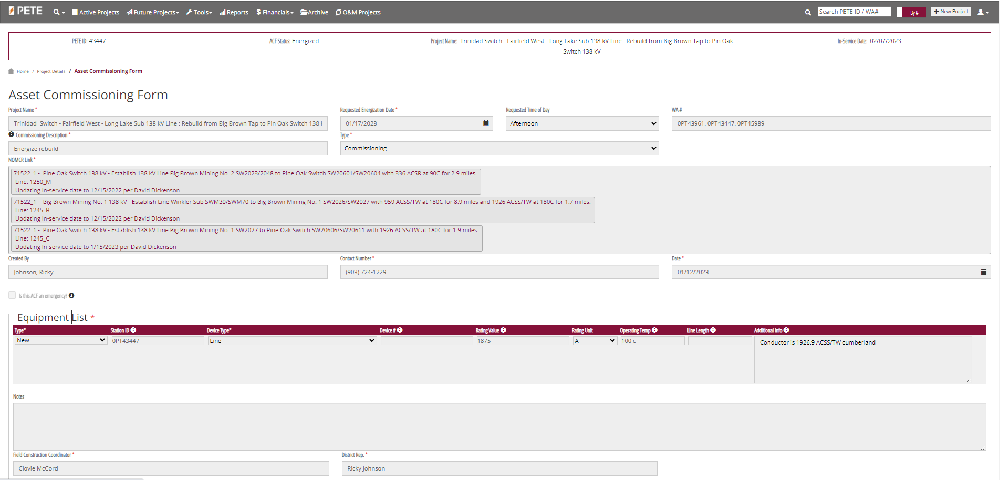 PETE
Active Projects
Future Projects
Tools
Reports
$ Financials
Archive
O&M Projects
Search PETE ID / WA#
By #
New Project
PETE ID: 43447
ACF Status: Energized
Project Name: Trinidad Switch - Fairfield West - Long Lake Sub 138 kV Line : Rebuild from Big Brown Tap to Pin Oak
Switch 138 kV
In-Service Date: 02/07/2023
Home / Project Details / Asset Commissioning Form
Asset Commissioning Form
Project Name *
Requested Energization Date *
Requested Time of Day
WA #
Trinidad Switch - Fairfield West - Long Lake Sub 138 kV Line : Rebuild from Big Brown Tap to Pin Oak Switch 138 l
01/17/2023
Afternoon
0PT43961, 0PT43447, 0PT45989
Commissioning Description *
Type *
Energize rebuild
Commissioning
NOMCR Link *
71522_1 - Pine Oak Switch 138 kV - Establish 138 kV Line Big Brown Mining No. 2 SW2023/2048 to Pine Oak Switch SW20601/SW20604 with 336 ACSR at 90C for 2.9 miles.
Line: 1250_M
Updating In-service date to 12/15/2022 per David Dickenson
71522_1 - Big Brown Mining No. 1 138 kV - Establish Line Winkler Sub SWM30/SWM70 to Big Brown Mining No. 1 SW2026/SW2027 with 959 ACSS/TW at 180C for 8.9 miles and 1926 ACSS/TW at 180C for 1.7 miles.
Line: 1245_B
Updating In-service date to 12/15/2022 per David Dickenson
71522_1 - Pine Oak Switch 138 kV - Establish 138 kV Line Big Brown Mining No. 1 SW2027 to Pine Oak Switch SW20606/SW20611 with 1926 ACSS/TW at 180C for 1.9 miles.
Line: 1245_C
Updating In-service date to 1/15/2023 per David Dickenson
Created By
Contact Number *
Date *
Johnson, Ricky
(903) 724-1229
01/12/2023
Is this ACF an emergency?
Equipment List *
Type*
Station ID
Device Type*
Device #
Rating Value
Rating Unit
Operating Temp
Line Length
Additional Info
New
0PT43447
Line
1875
A
100 c
Conductor is 1926.9 ACSS/TW cumberland
Notes
Field Construction Coordinator *
District Rep. *
Clovie McCord
Ricky Johnson